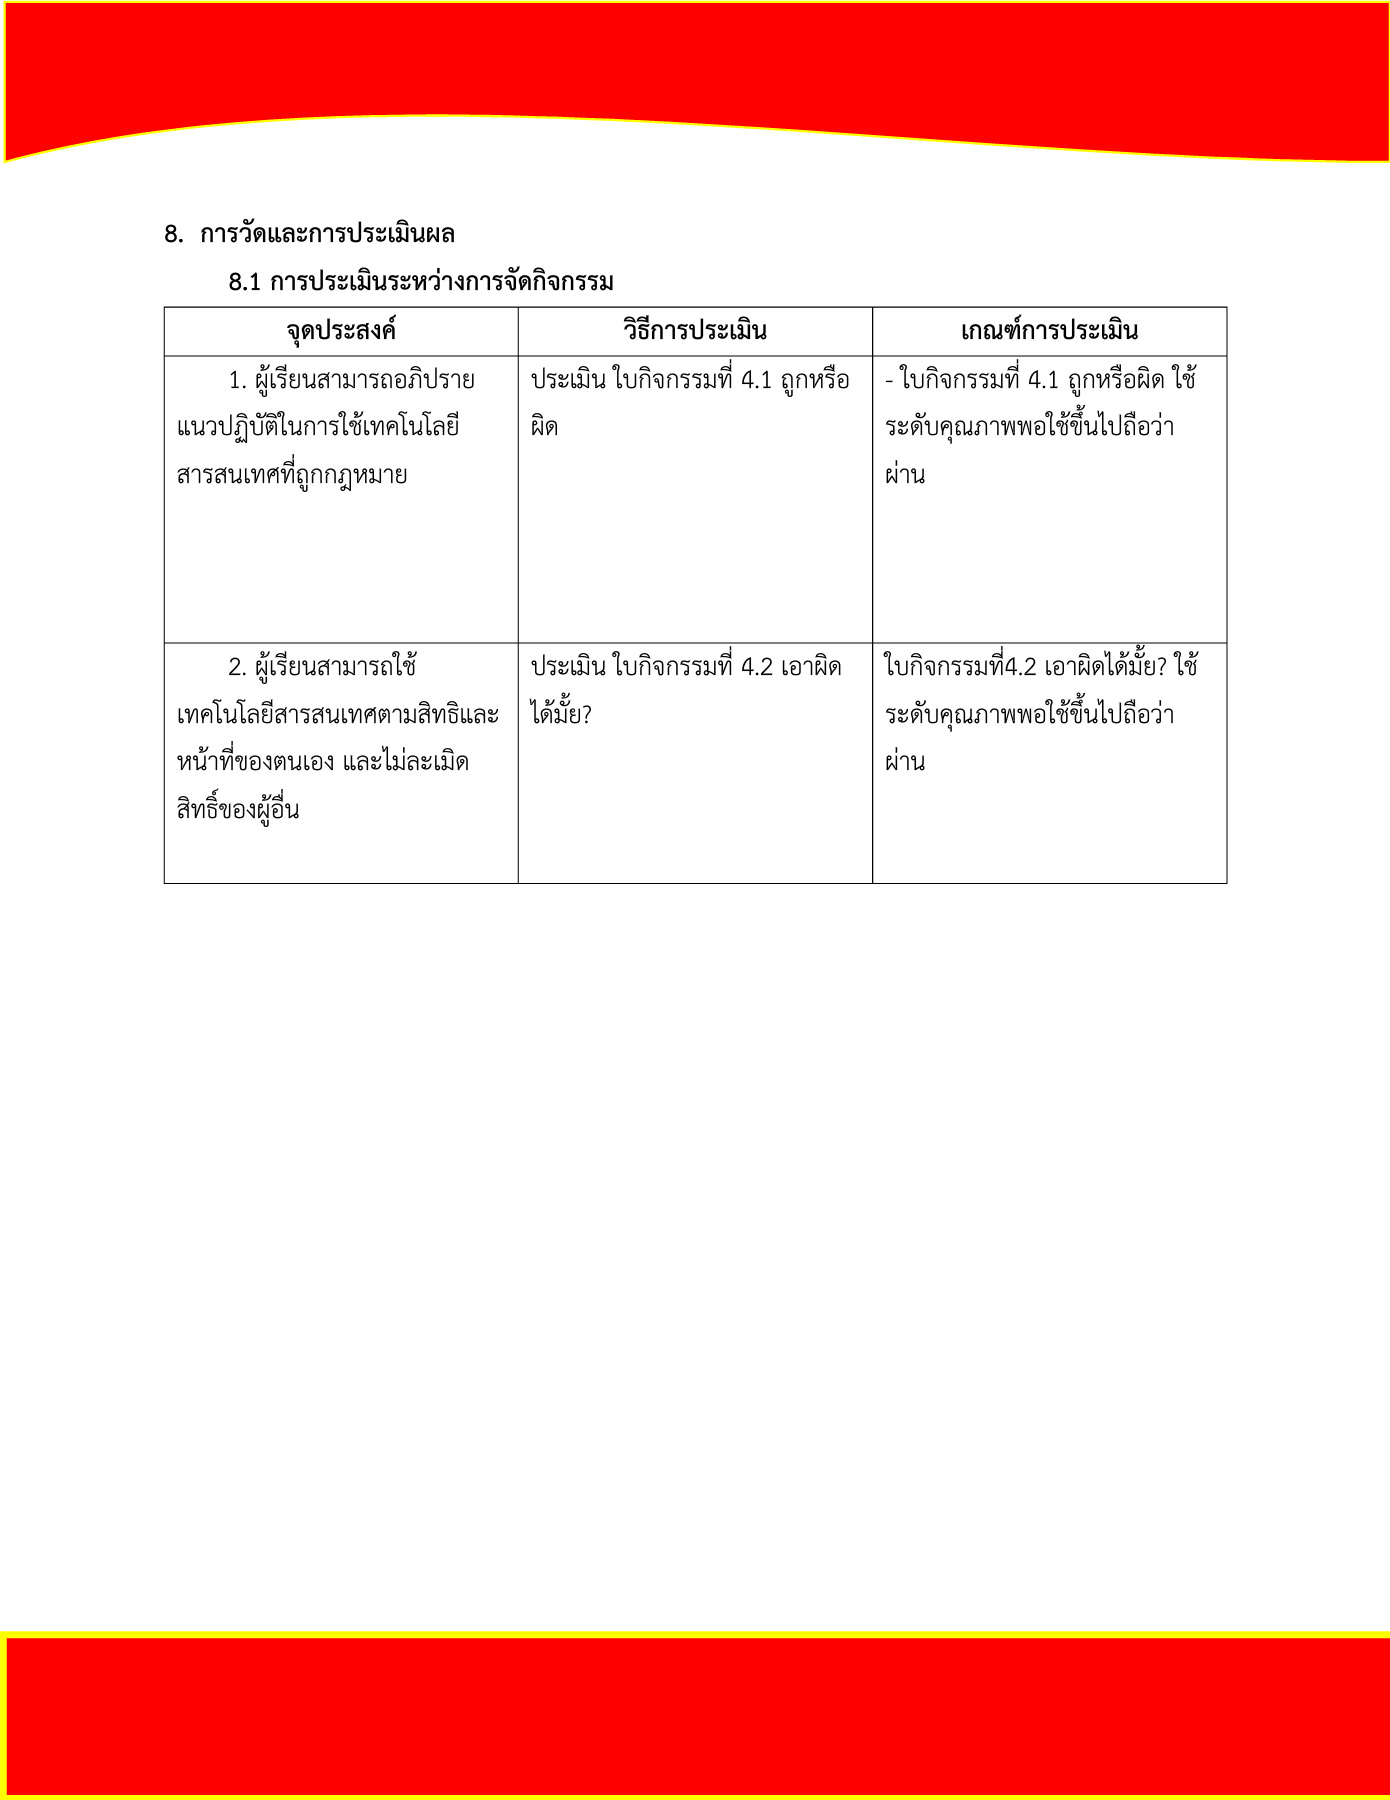 8. การวัดและการประเมินผล
8.1 การประเมินระหว่างการจัดกิจกรรม
จุดประสงค์
วิธีการประเมิน
เกณฑ์การประเมิน
1. ผู้เรียนสามารถอภิปราย
แนวปฏิบัติในการใช้เทคโนโลยี
สารสนเทศที่ถูกกฎหมาย
ประเมิน ใบกิจกรรมที่ 4.1 ถูกหรือ
ผิด
- ใบกิจกรรมที่ 4.1 ถูกหรือผิด ใช้
ระดับคุณภาพพอใช้ขึ้นไปถือว่า
ผ่าน
2. ผู้เรียนสามารถใช้
เทคโนโลยีสารสนเทศตามสิทธิและ
หน้าที่ของตนเอง และไม่ละเมิด
สิทธิ์ของผู้อื่น
ประเมิน ใบกิจกรรมที่ 4.2 เอาผิด
ได้มั้ย?
ใบกิจกรรมที่4.2 เอาผิดได้มั้ย? ใช้
ระดับคุณภาพพอใช้ขึ้นไปถือว่า
ผ่าน